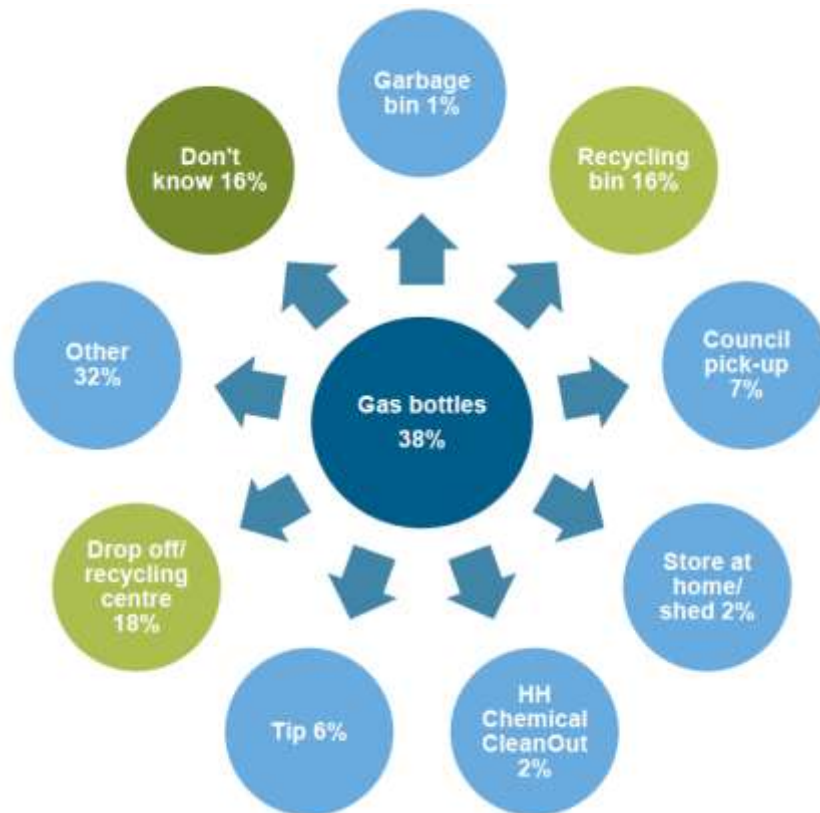 Garbage
bin 1%
Recycling
bin 16%
Council
pick-up
7%
Store at
home/
shed 2%
HH
Chemical
CleanOut
2%
Tip 6%
Drop off/
recycling
centre
18%
Other
32%
Don't
know 16%
Gas bottles
38%